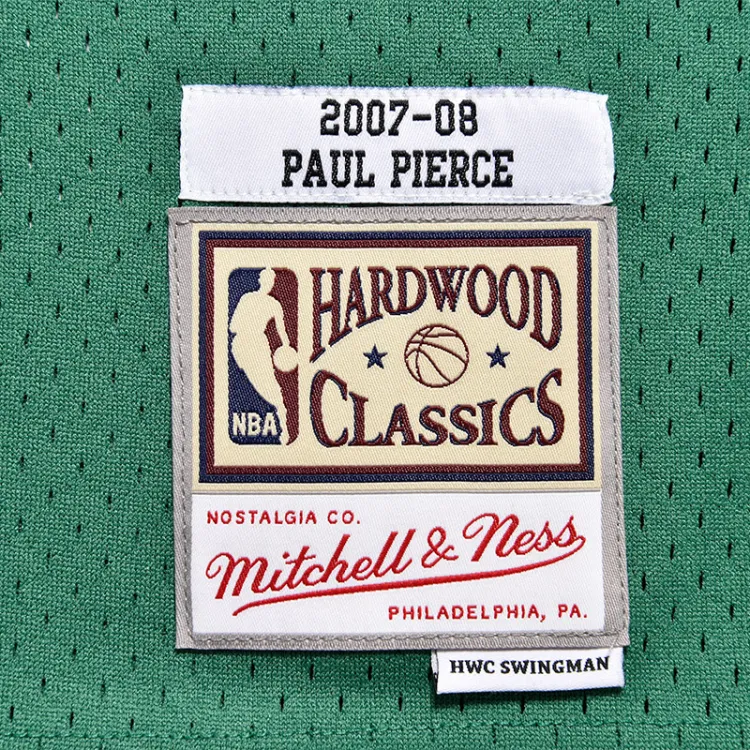 2007-08
PAUL PIERCE
HARDWOOD
CLASSICS
NBA
NOSTALGIA CO.
Mitchell & Ness
PHILADELPHIA, PA.
HWC SWINGMAN